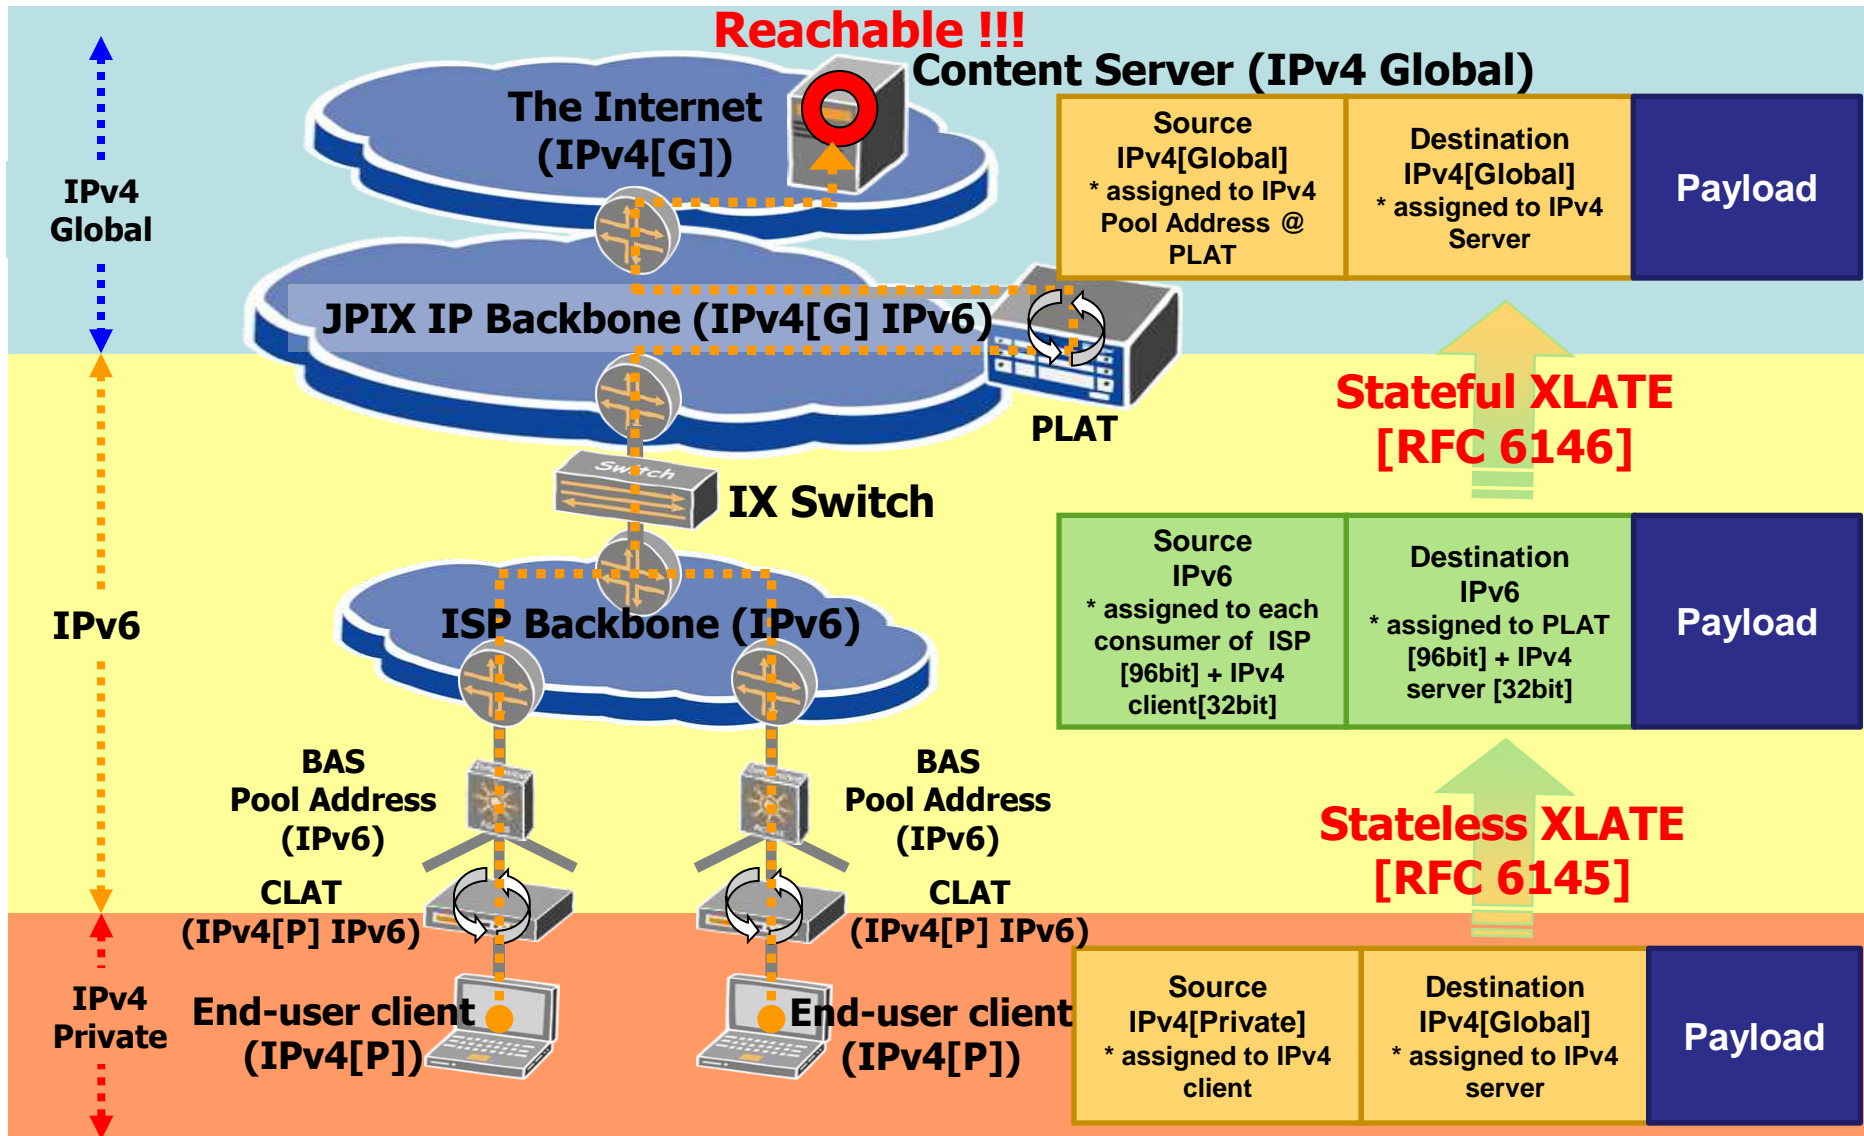 Reachable !!!
Content Server (IPv4 Global)
The Internet
(IPv4[G])
IPv4
Global
Source
IPv4[Global]
* assigned to IPv4
Pool Address @
PLAT
Destination
IPv4[Global]
* assigned to IPv4
Server
Payload
JPIX IP Backbone (IPv4[G] IPv6)
PLAT
Stateful XLATE
[RFC 6146]
Switch
IX Switch
IPv6
ISP Backbone (IPv6)
Source
IPv6
* assigned to each
consumer of ISP
[96bit] + IPv4
client[32bit]
Destination
IPv6
* assigned to PLAT
[96bit] + IPv4
server [32bit]
Payload
BAS
Pool Address
(IPv6)
BAS
Pool Address
(IPv6)
Stateless XLATE
[RFC 6145]
CLAT
(IPv4[P] IPv6)
CLAT
(IPv4[P] IPv6)
IPv4
Private
End-user client
(IPv4[P])
End-user client
(IPv4[P])
Source
IPv4[Private]
* assigned to IPv4
client
Destination
IPv4[Global]
* assigned to IPv4
server
Payload